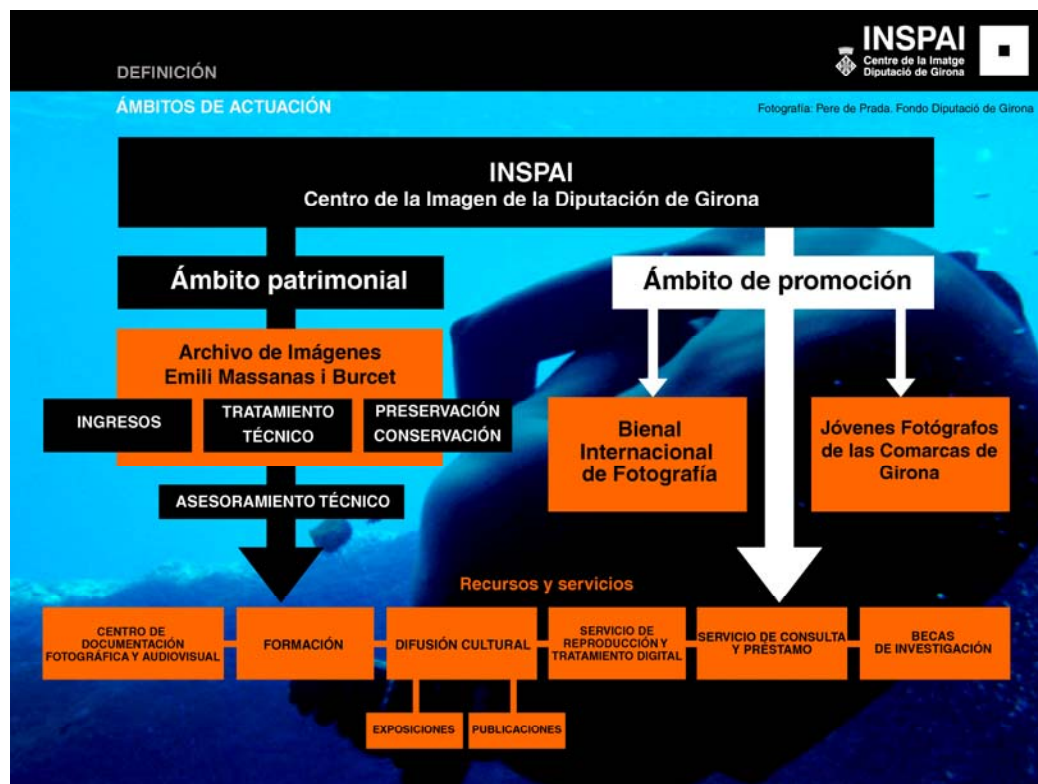 INSPAI
Centre de la Imatge
Diputació de Girona
DEFINICIÓN
ÁMBITOS DE ACTUACIÓN
Fotografía: Pere de Prada. Fondo Diputació de Girona
INSPAI
Centro de la Imagen de la Diputación de Girona
Ámbito patrimonial
Ámbito de promoción
Archivo de Imágenes
Emili Massanas i Burcet
INGRESOS
TRATAMIENTO
TÉCNICO
PRESERVACIÓN
CONSERVACIÓN
Bienal
Internacional
de Fotografía
Jóvenes Fotógrafos
de las Comarcas de
Girona
ASESORAMIENTO TÉCNICO
Recursos y servicios
CENTRO DE
DOCUMENTACIÓN
FOTOGRÁFICA Y AUDIOVISUAL
FORMACIÓN
DIFUSIÓN CULTURAL
SERVICIO DE
REPRODUCCIÓN Y
TRATAMIENTO DIGITAL
SERVICIO DE CONSULTA
Y PRÉSTAMO
BECAS
DE INVESTIGACIÓN
EXPOSICIONES
PUBLICACIONES